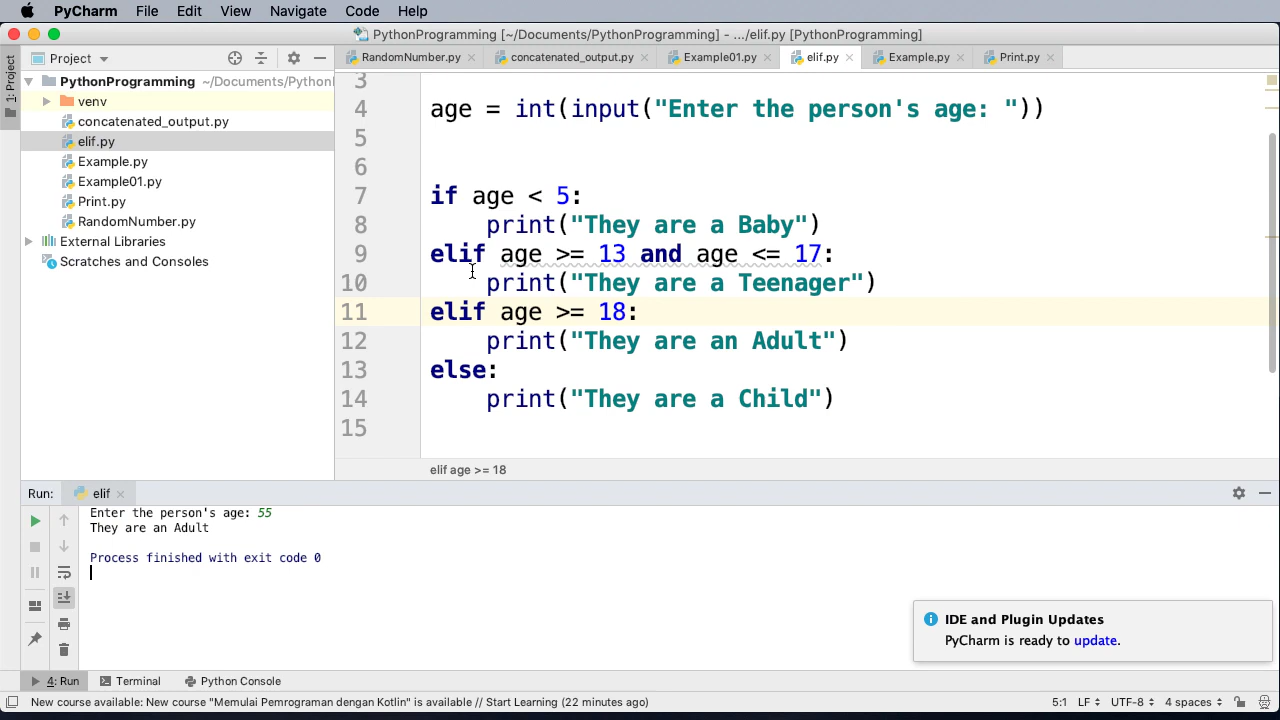 PyCharm File Edit View Navigate Code Help
PythonProgramming [~/Documents/PythonProgramming] - .../elif.py [PythonProgramming]
1: Project
Project
RandomNumber.py concatenated_output.py Example01.py elif.py Example.py Print.py
PythonProgramming ~/Documents/PythonI
venv
concatenated_output.py
elif.py
Example.py
Example01.py
Print.py
RandomNumber.py
External Libraries
Scratches and Consoles
3
4 age = int(input("Enter the person's age: "))
5
6
7 if age < 5:
8 print("They are a Baby")
9 elif age >= 13 and age <= 17:
10 print("They are a Teenager")
11 elif age >= 18:
12 print("They are an Adult")
13 else:
14 print("They are a Child")
15
elif age >= 18
Run: elif
Enter the person's age: 55
They are an Adult
Process finished with exit code 0
IDE and Plugin Updates
PyCharm is ready to update.
4: Run Terminal Python Console
New course available: New course "Memulai Pemrograman dengan Kotlin" is available // Start Learning (22 minutes ago) 5:1 LF UTF-8 4 spaces